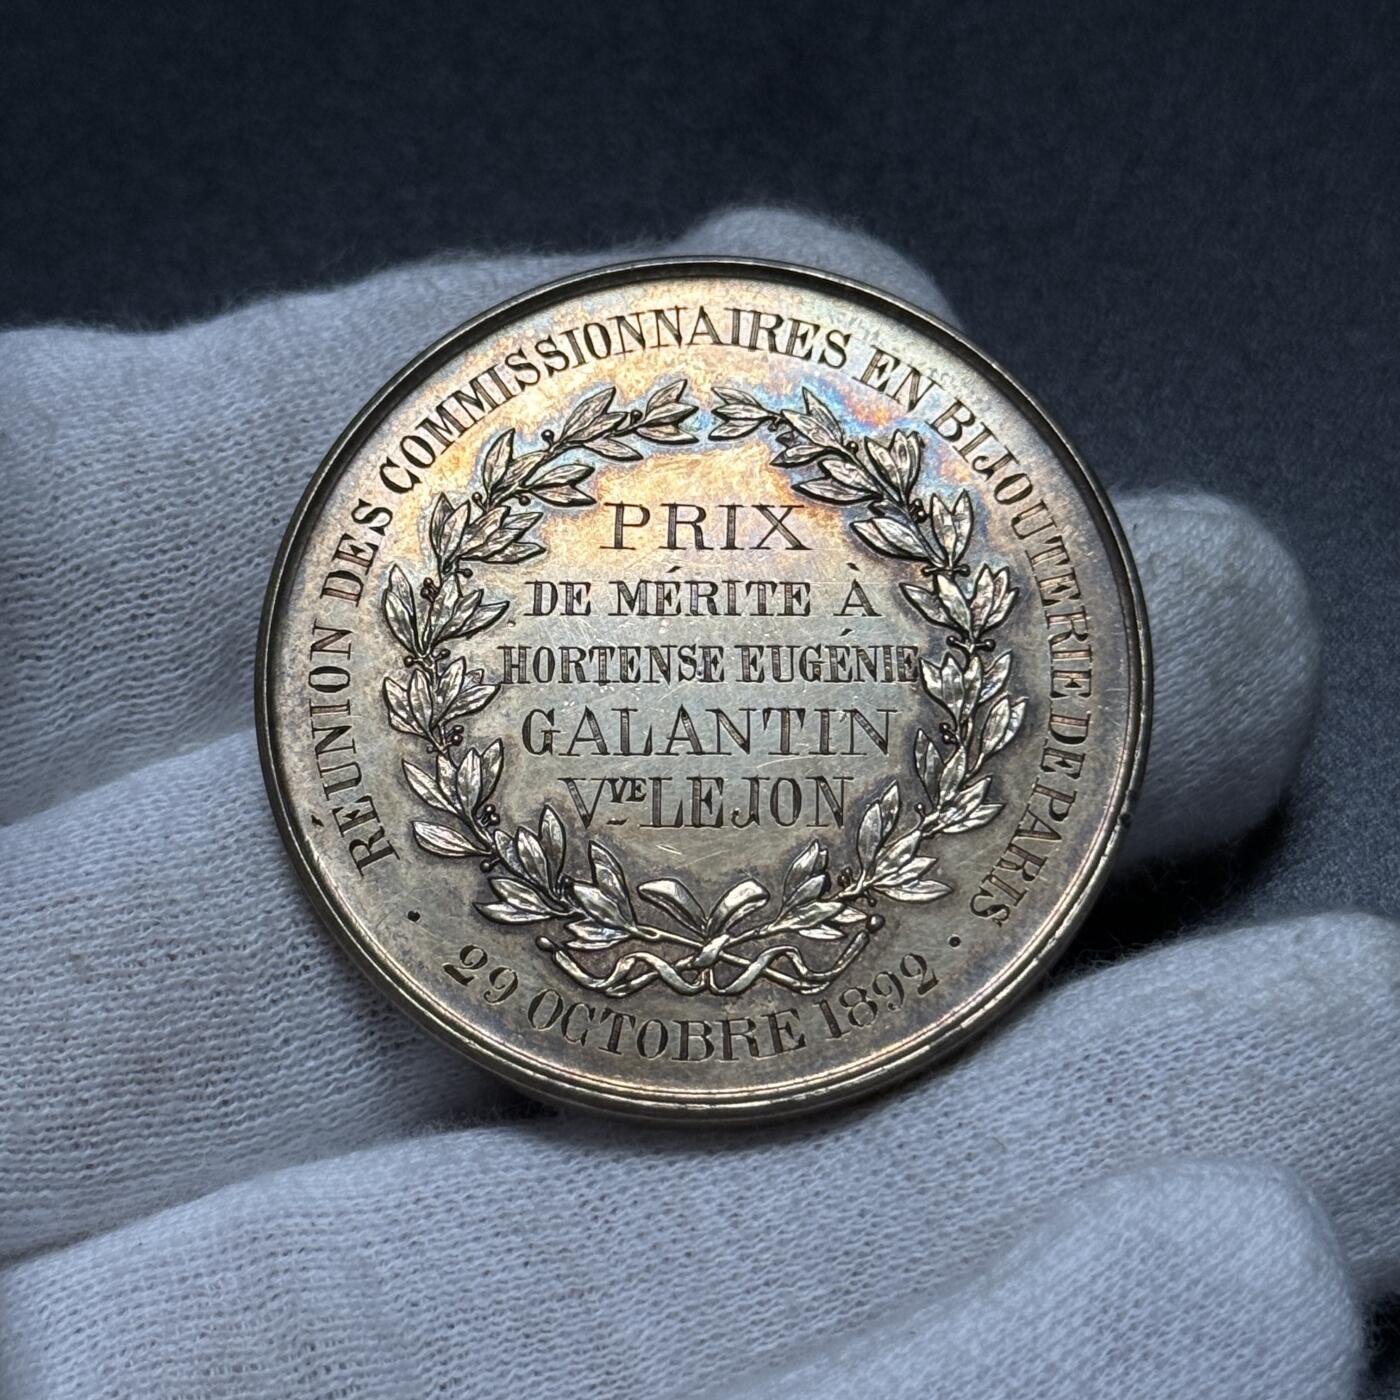 RÉUNION DES COMMISSIONNAIRES EN BIJOUTERIE DE PARIS
PRIX
DE MÉRITE À
HORTENSE EUGÉNIE
GALANTIN
VVE LEJON
• 29 OCTOBRE 1892 •